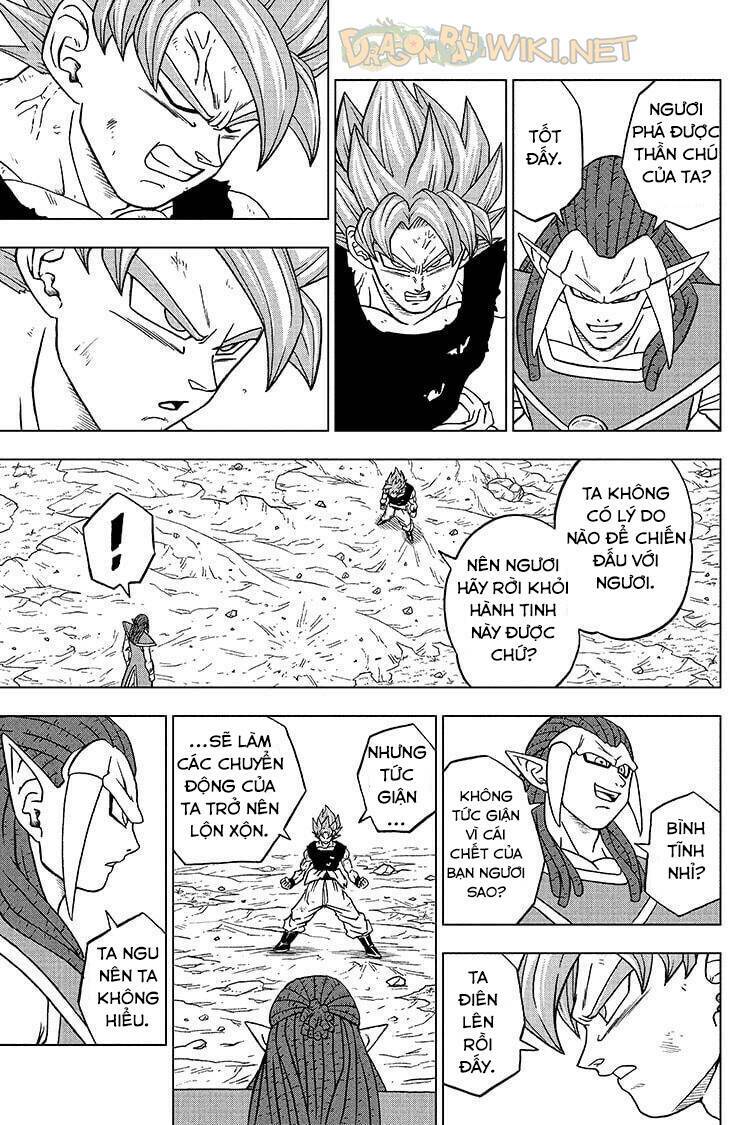 DRAGON BALL WIKI.NET
NGƯƠI
PHÁ ĐƯỢC
THẦN CHÚ
CỦA TA?
TỐT
ĐẤY.
TA KHÔNG
CÓ LÝ DO
NÀO ĐỂ CHIẾN
ĐẤU VỚI
NGƯƠI.
NÊN NGƯƠI
HÃY RỜI KHỎI
HÀNH TINH
NÀY ĐƯỢC
CHỨ?
!
BÌNH
TĨNH
NHỈ?
KHÔNG
TỨC GIẬN
VÌ CÁI
CHẾT CỦA
BẠN NGƯƠI
SAO?
TA
ĐIÊN
LÊN
RỒI
ĐẤY.
NHƯNG
TỨC
GIẬN
...
...SẼ LÀM
CÁC CHUYỂN
ĐỘNG CỦA
TA TRỞ NÊN
LỘN XỘN.
TA NGU
NÊN TA
KHÔNG
HIỂU.